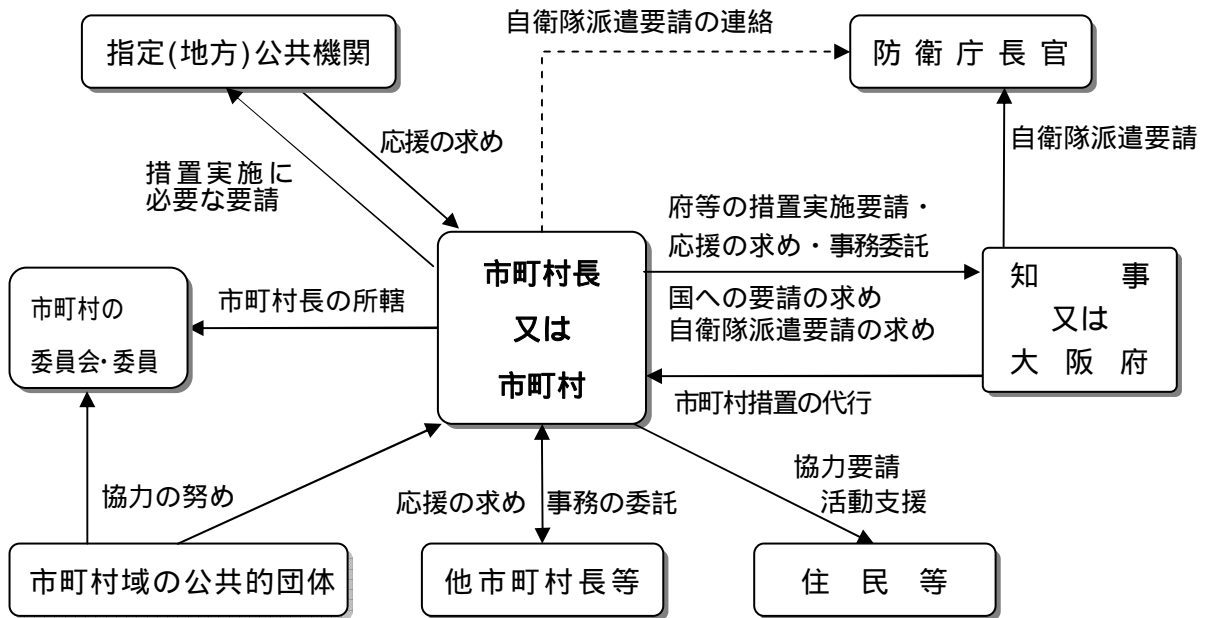 自衛隊派遣要請の連絡
指定(地方)公共機関
防衛庁長官
応援の求め
自衛隊派遣要請
措置実施に
必要な要請
府等の措置実施要請・
応援の求め・事務委託
市町村長
又は
市町村
知事
又は
大阪府
市町村の
委員会・委員
市町村長の所轄
国への要請の求め
自衛隊派遣要請の求め
市町村措置の代行
協力の努め
応援の求め
事務の委託
協力要請
活動支援
市町村域の公共的団体
他市町村長等
住民等